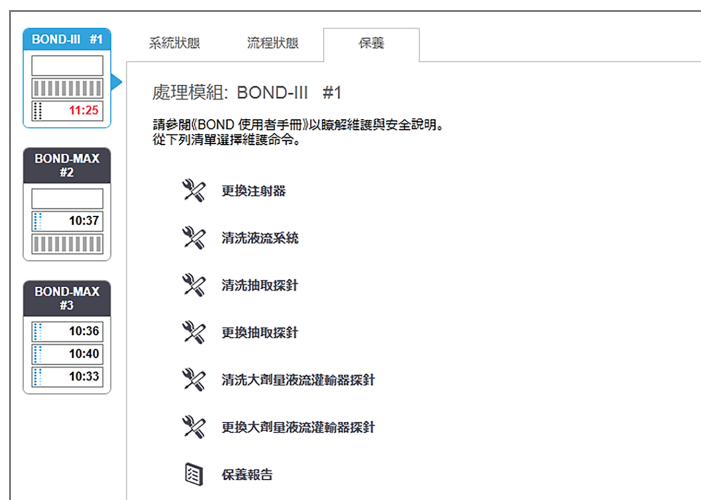 BOND-III #1
11:25
BOND-MAX
#2
10:37
BOND-MAX
#3
10:36
10:40
10:33
系統狀態 流程狀態 保養
處理模組: BOND-III #1
請參閱《BOND 使用者手冊》以瞭解維護與安全說明。
從下列清單選擇維護命令。
更換注射器
清洗液流系統
清洗抽取探針
更換抽取探針
清洗大劑量液流灌輸器探針
更換大劑量液流灌輸器探針
保養報告